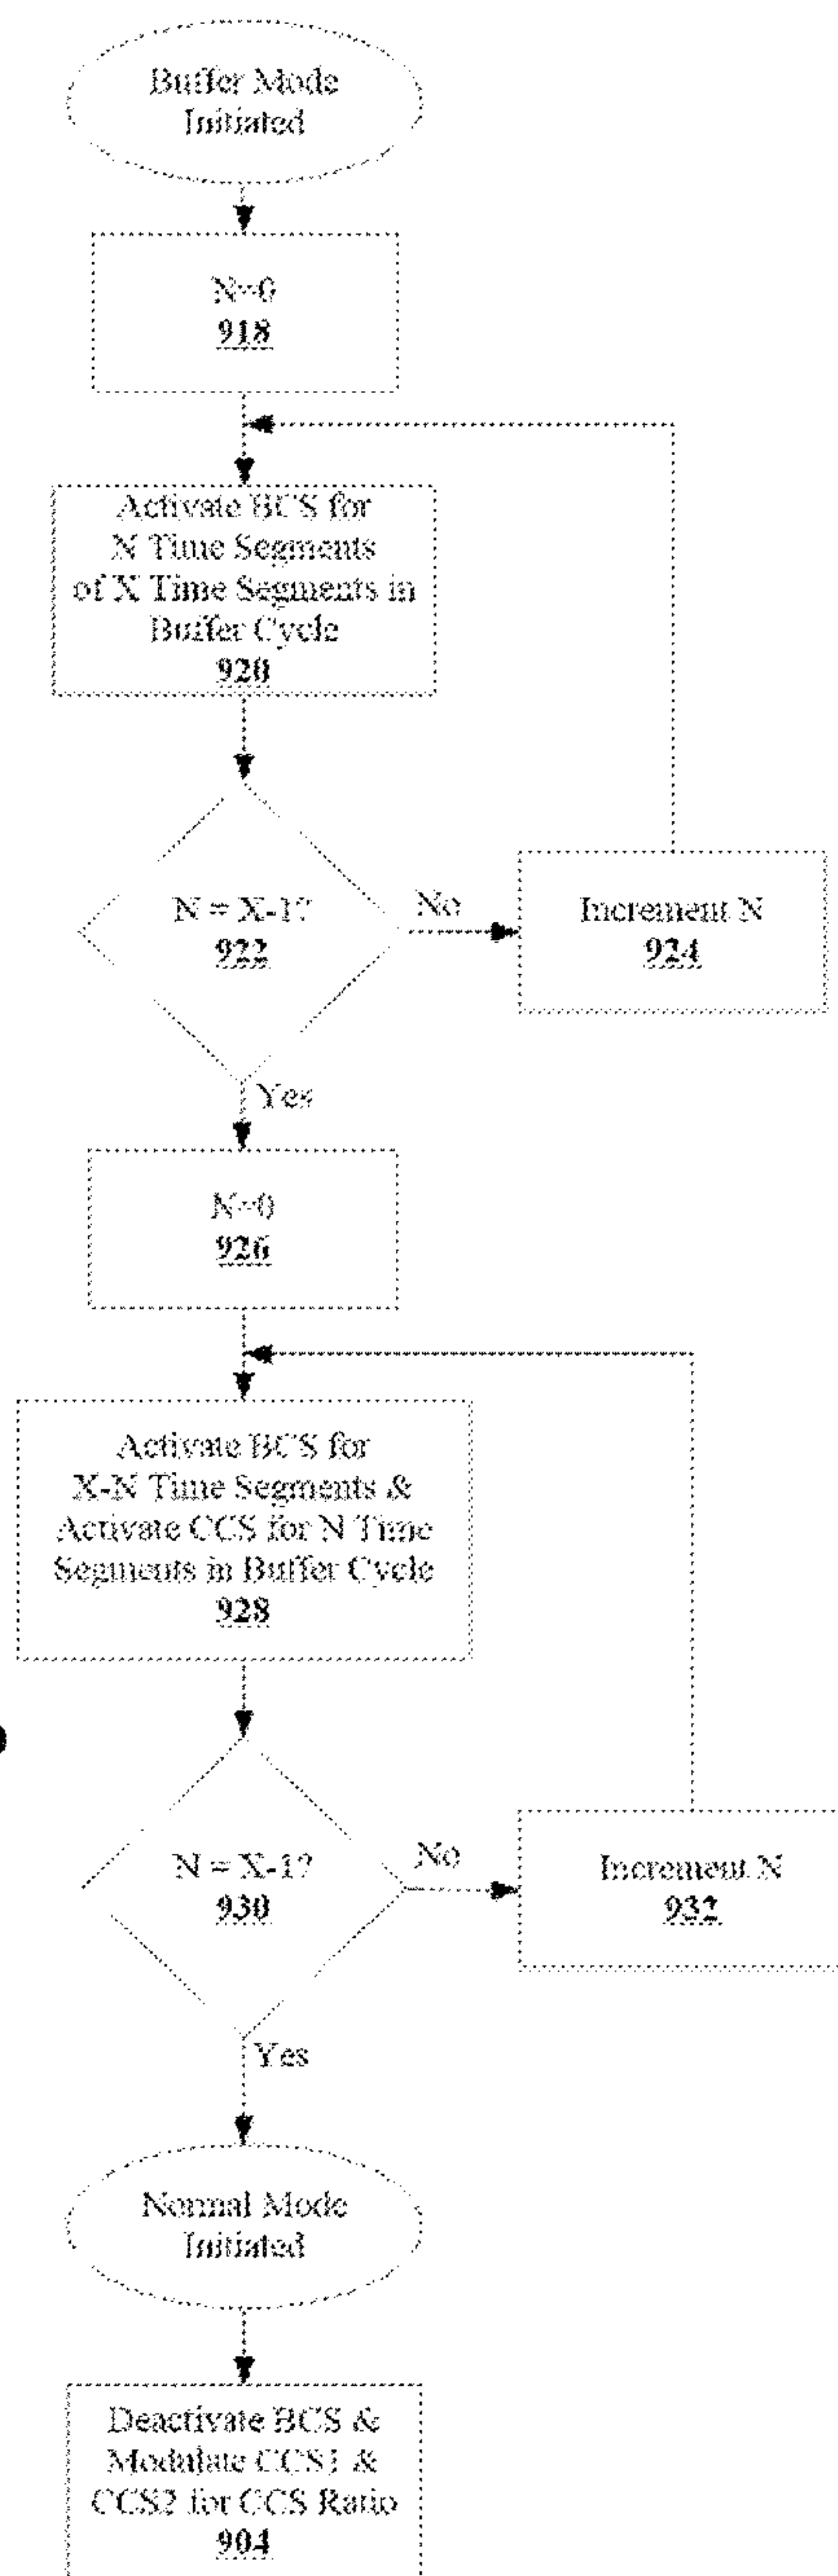 Buffer Mode
Initiated
N=0
918
Activate BCS for
N Time Segments
of X Time Segments in
Buffer Cycle
920
N = X-1?
922
No
Increment N
924
Yes
N=0
926
Activate BCS for
X-N Time Segments &
Activate CCS for N Time
Segments in Buffer Cycle
928
N = X-1?
930
No
Increment N
932
Yes
Normal Mode
Initiated
Deactivate BCS &
Modulate CCS1 &
CCS2 for CCS Ratio
904